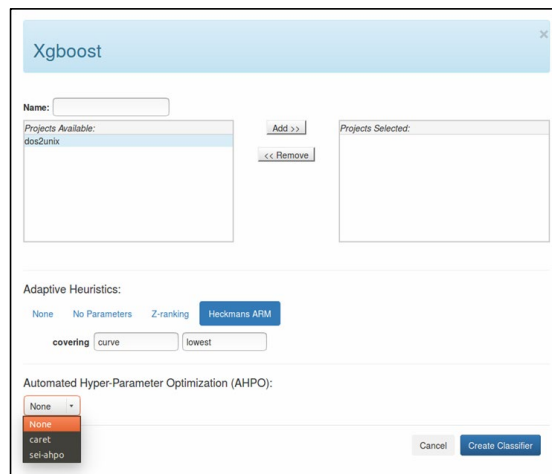 ×
Xgboost
Name:
Projects Available:
dos2unix
Add >>
<< Remove
Projects Selected:
Adaptive Heuristics:
None No Parameters Z-ranking Heckmans ARM
covering curve lowest
Automated Hyper-Parameter Optimization (AHPO):
None
None
caret
sei-ahpo
Cancel Create Classifier